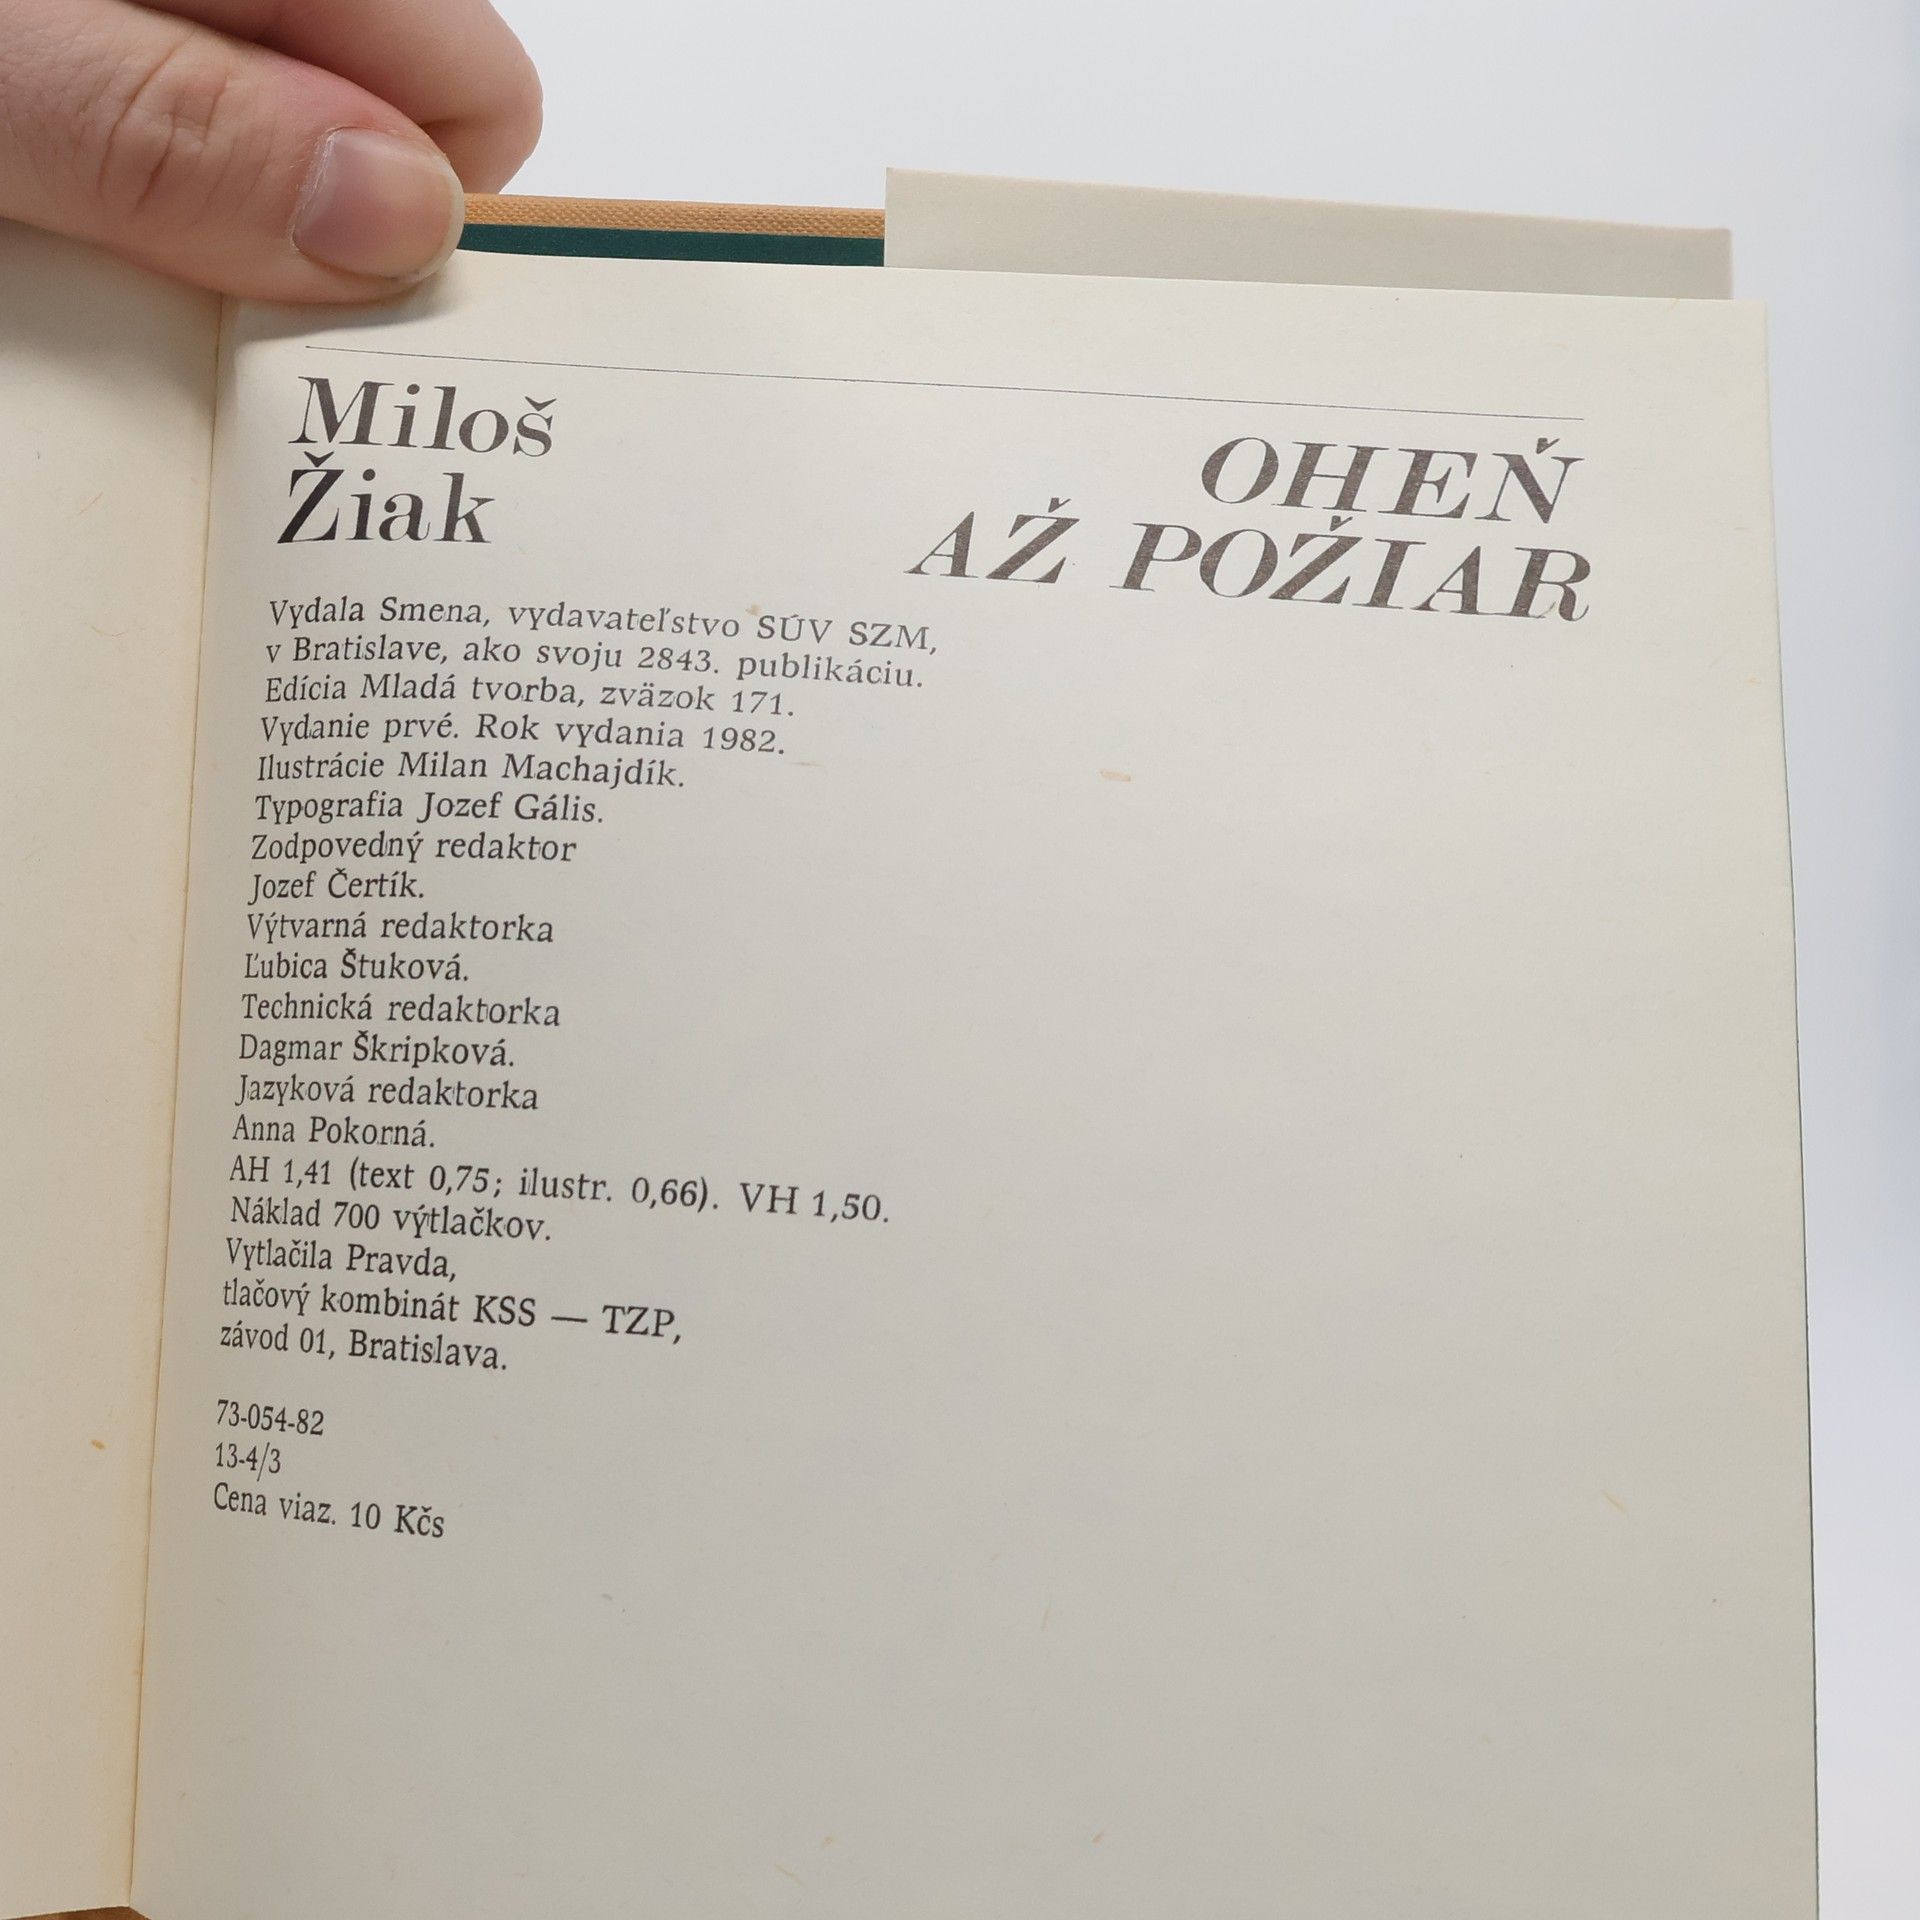 Miloš
Žiak
OHEŇ
AŽ POŽIAR
Vydala Smena, vydavateľstvo SÚV SZM,
v Bratislave, ako svoju 2843. publikáciu.
Edícia Mladá tvorba, zväzok 171.
Vydanie prvé. Rok vydania 1982.
Ilustrácie Milan Machajdík.
Typografia Jozef Gális.
Zodpovedný redaktor
Jozef Čertík.
Výtvarná redaktorka
Ľubica Štuková.
Technická redaktorka
Dagmar Škripková.
Jazyková redaktorka
Anna Pokorná.
AH 1,41 (text 0,75; ilustr. 0,66). VH 1,50.
Náklad 700 výtlačkov.
Vytlačila Pravda,
tlačový kombinát KSS — TZP,
závod 01, Bratislava.
73-054-82
13-4/3
Cena viaz. 10 Kčs